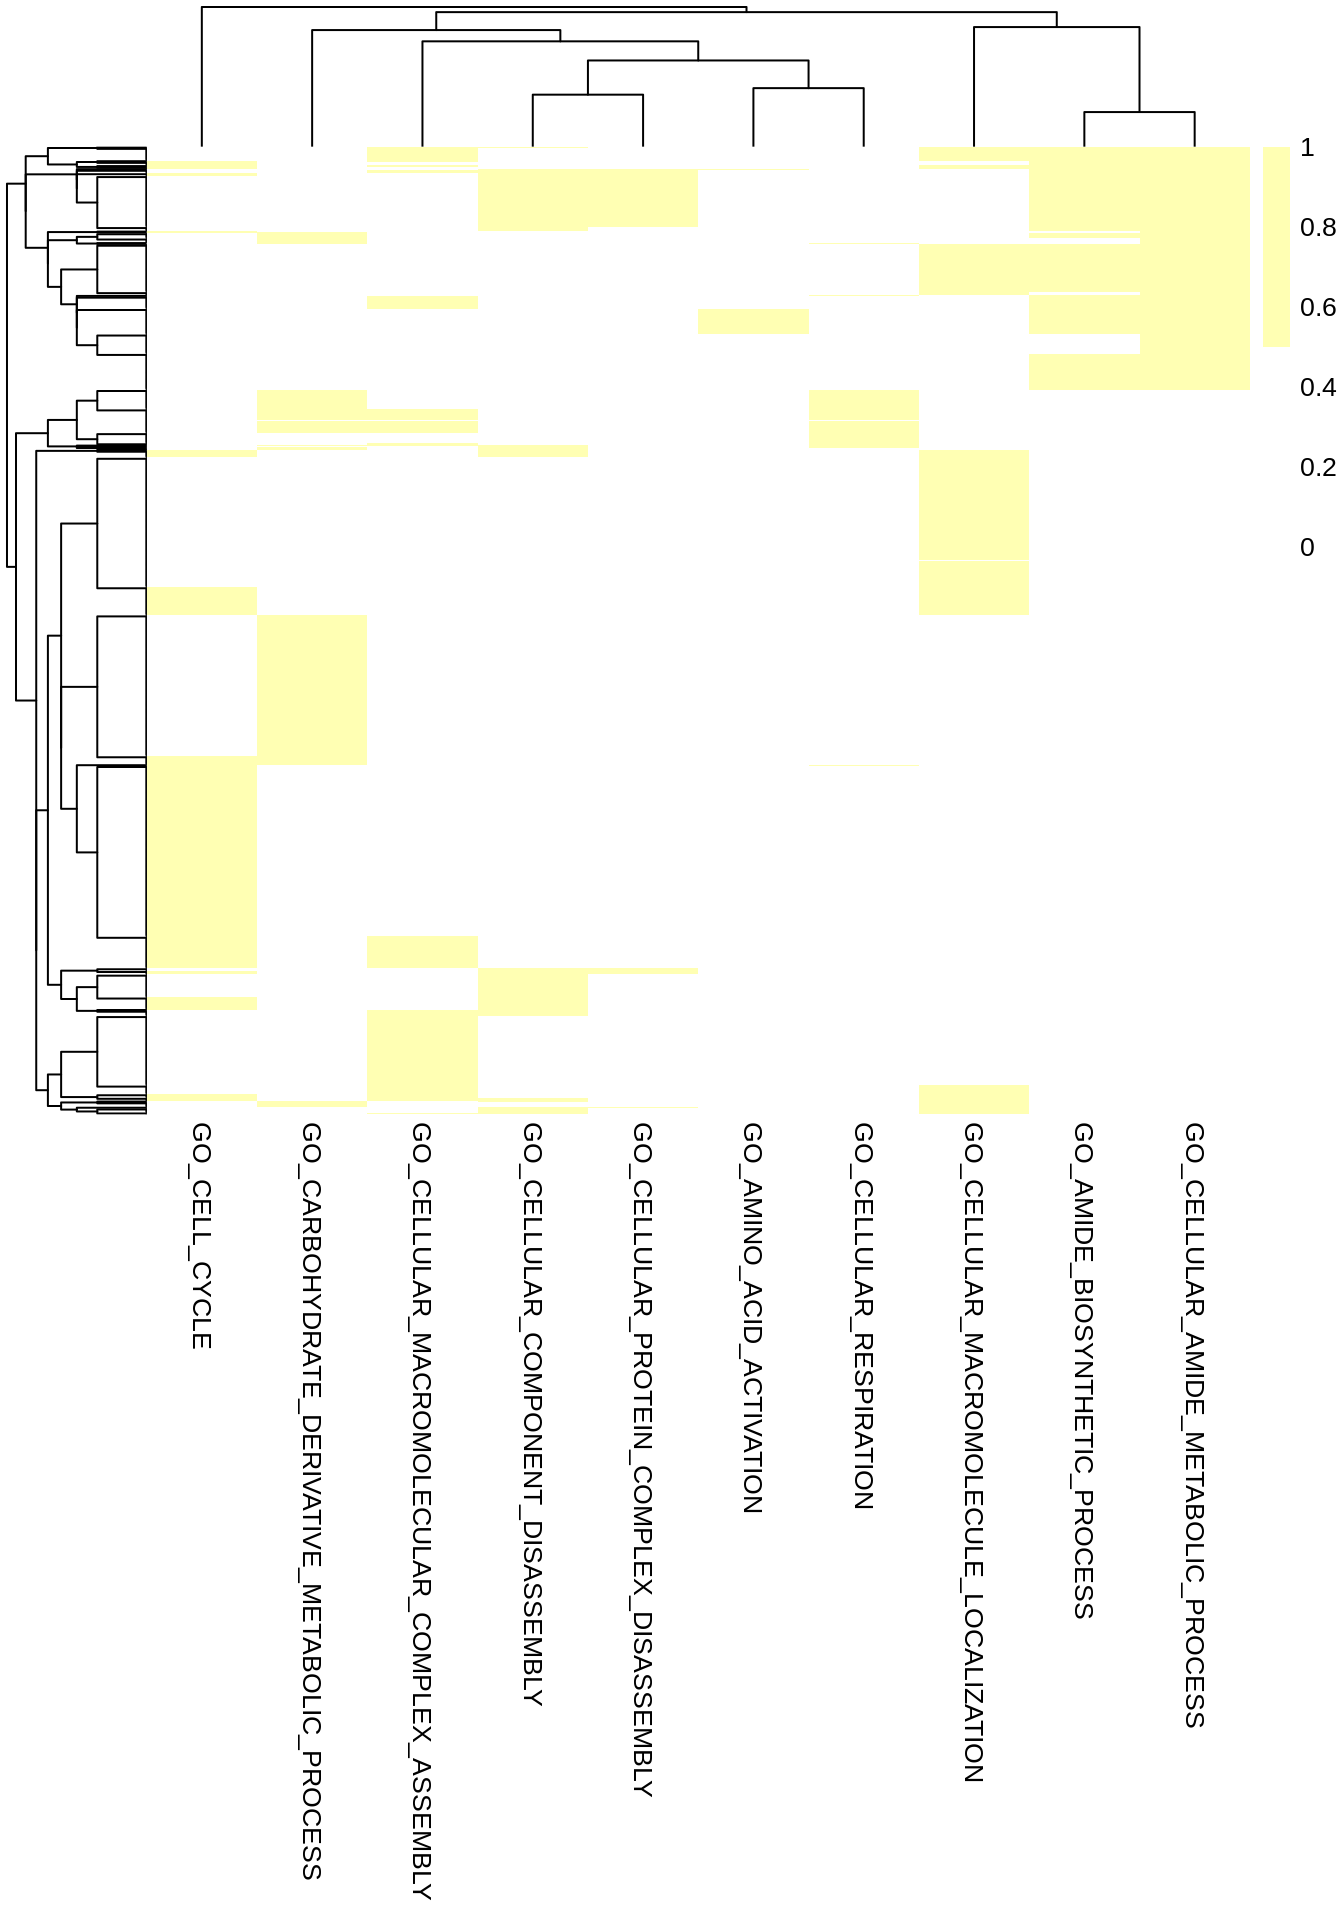 1
0.8
0.6
0.4
0.2
0
GO_CELL_CYCLE
GO_CARBOHYDRATE_DERIVATIVE_METABOLIC_PROCESS
GO_CELLULAR_MACROMOLECULAR_COMPLEX_ASSEMBLY
GO_CELLULAR_COMPONENT_DISASSEMBLY
GO_CELLULAR_PROTEIN_COMPLEX_DISASSEMBLY
GO_AMINO_ACID_ACTIVATION
GO_CELLULAR_RESPIRATION
GO_CELLULAR_MACROMOLECULE_LOCALIZATION
GO_AMIDE_BIOSYNTHETIC_PROCESS
GO_CELLULAR_AMIDE_METABOLIC_PROCESS